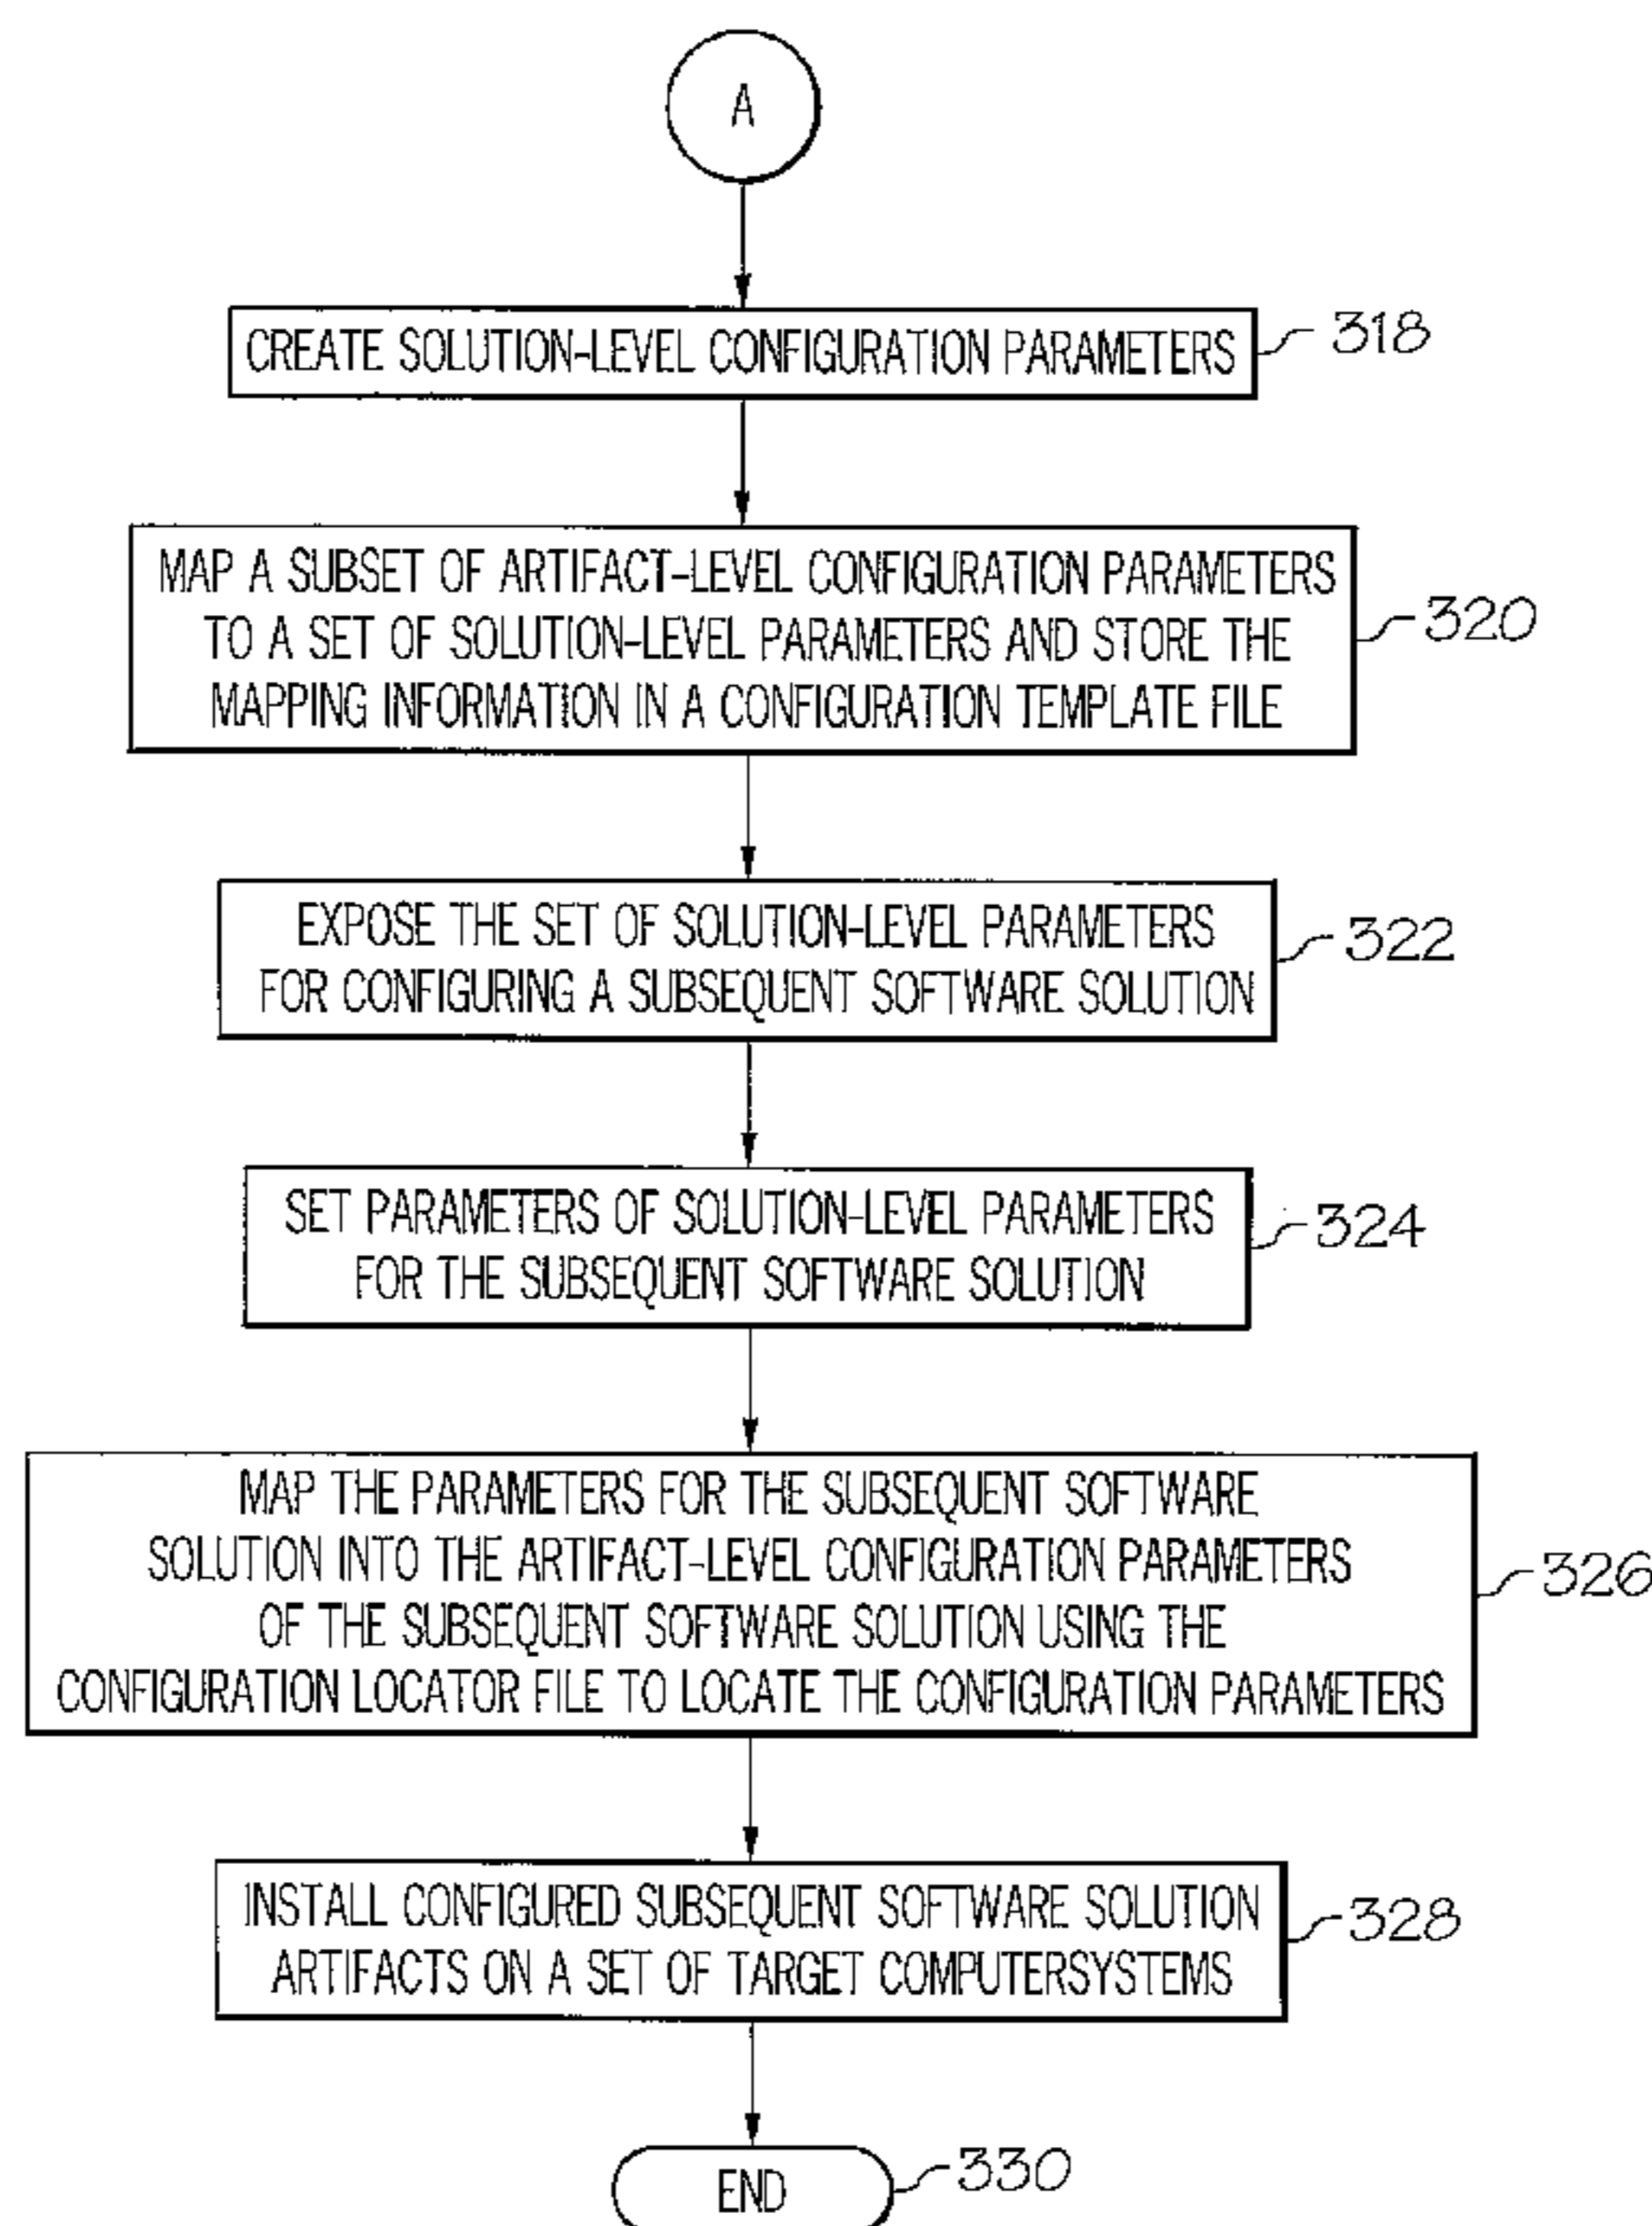 A
CREATE SOLUTION-LEVEL CONFIGURATION PARAMETERS
318
MAP A SUBSET OF ARTIFACT-LEVEL CONFIGURATION PARAMETERS
TO A SET OF SOLUTION-LEVEL PARAMETERS AND STORE THE
MAPPING INFORMATION IN A CONFIGURATION TEMPLATE FILE
320
EXPOSE THE SET OF SOLUTION-LEVEL PARAMETERS
FOR CONFIGURING A SUBSEQUENT SOFTWARE SOLUTION
322
SET PARAMETERS OF SOLUTION-LEVEL PARAMETERS
FOR THE SUBSEQUENT SOFTWARE SOLUTION
324
MAP THE PARAMETERS FOR THE SUBSEQUENT SOFTWARE
SOLUTION INTO THE ARTIFACT-LEVEL CONFIGURATION PARAMETERS
OF THE SUBSEQUENT SOFTWARE SOLUTION USING THE
CONFIGURATION LOCATOR FILE TO LOCATE THE CONFIGURATION PARAMETERS
326
INSTALL CONFIGURED SUBSEQUENT SOFTWARE SOLUTION
ARTIFACTS ON A SET OF TARGET COMPUTERSYSTEMS
328
END
330